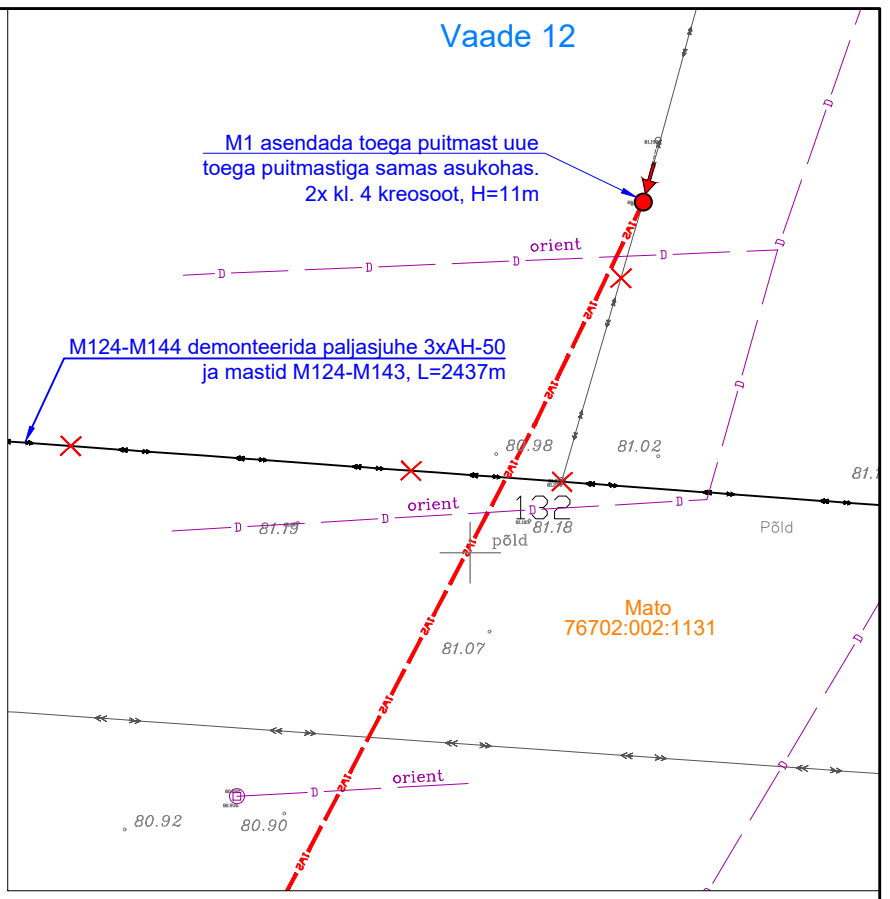 Vaade 12
M1 asendada toega puitmast uue
toega puitmastiga samas asukohas.
2x kl. 4 kreosoot, H=11m
D
orient
D
D
D
D
D
M124-M144 demonteerida paljasjuhe 3xAH-50
ja mastid M124-M143, L=2437m
D
80.98
81.02
81.1
orient
132
D
D
D
81.19
81.18
põld
Põld
Mato
76702:002:1131
D
81.07
D
orient
D
80.92
80.90
D